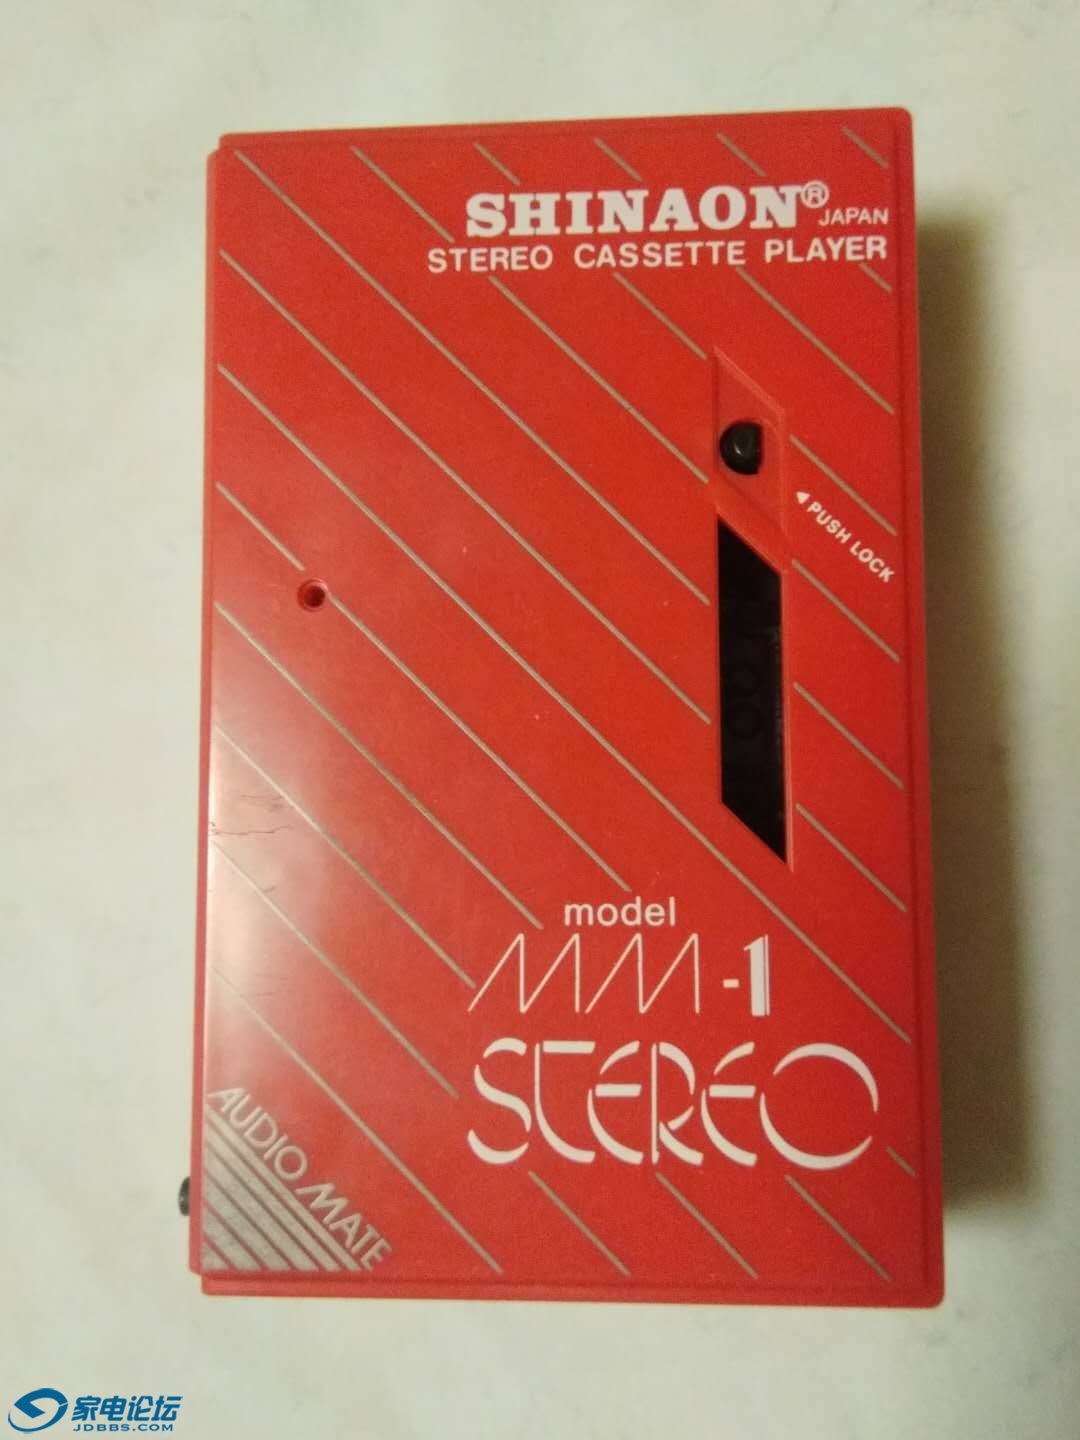 SHINAON® JAPAN
STEREO CASSETTE PLAYER
◀PUSH LOCK
model
MM-1
STEREO
AUDIO MATE
家电论坛
JDBBS.COM